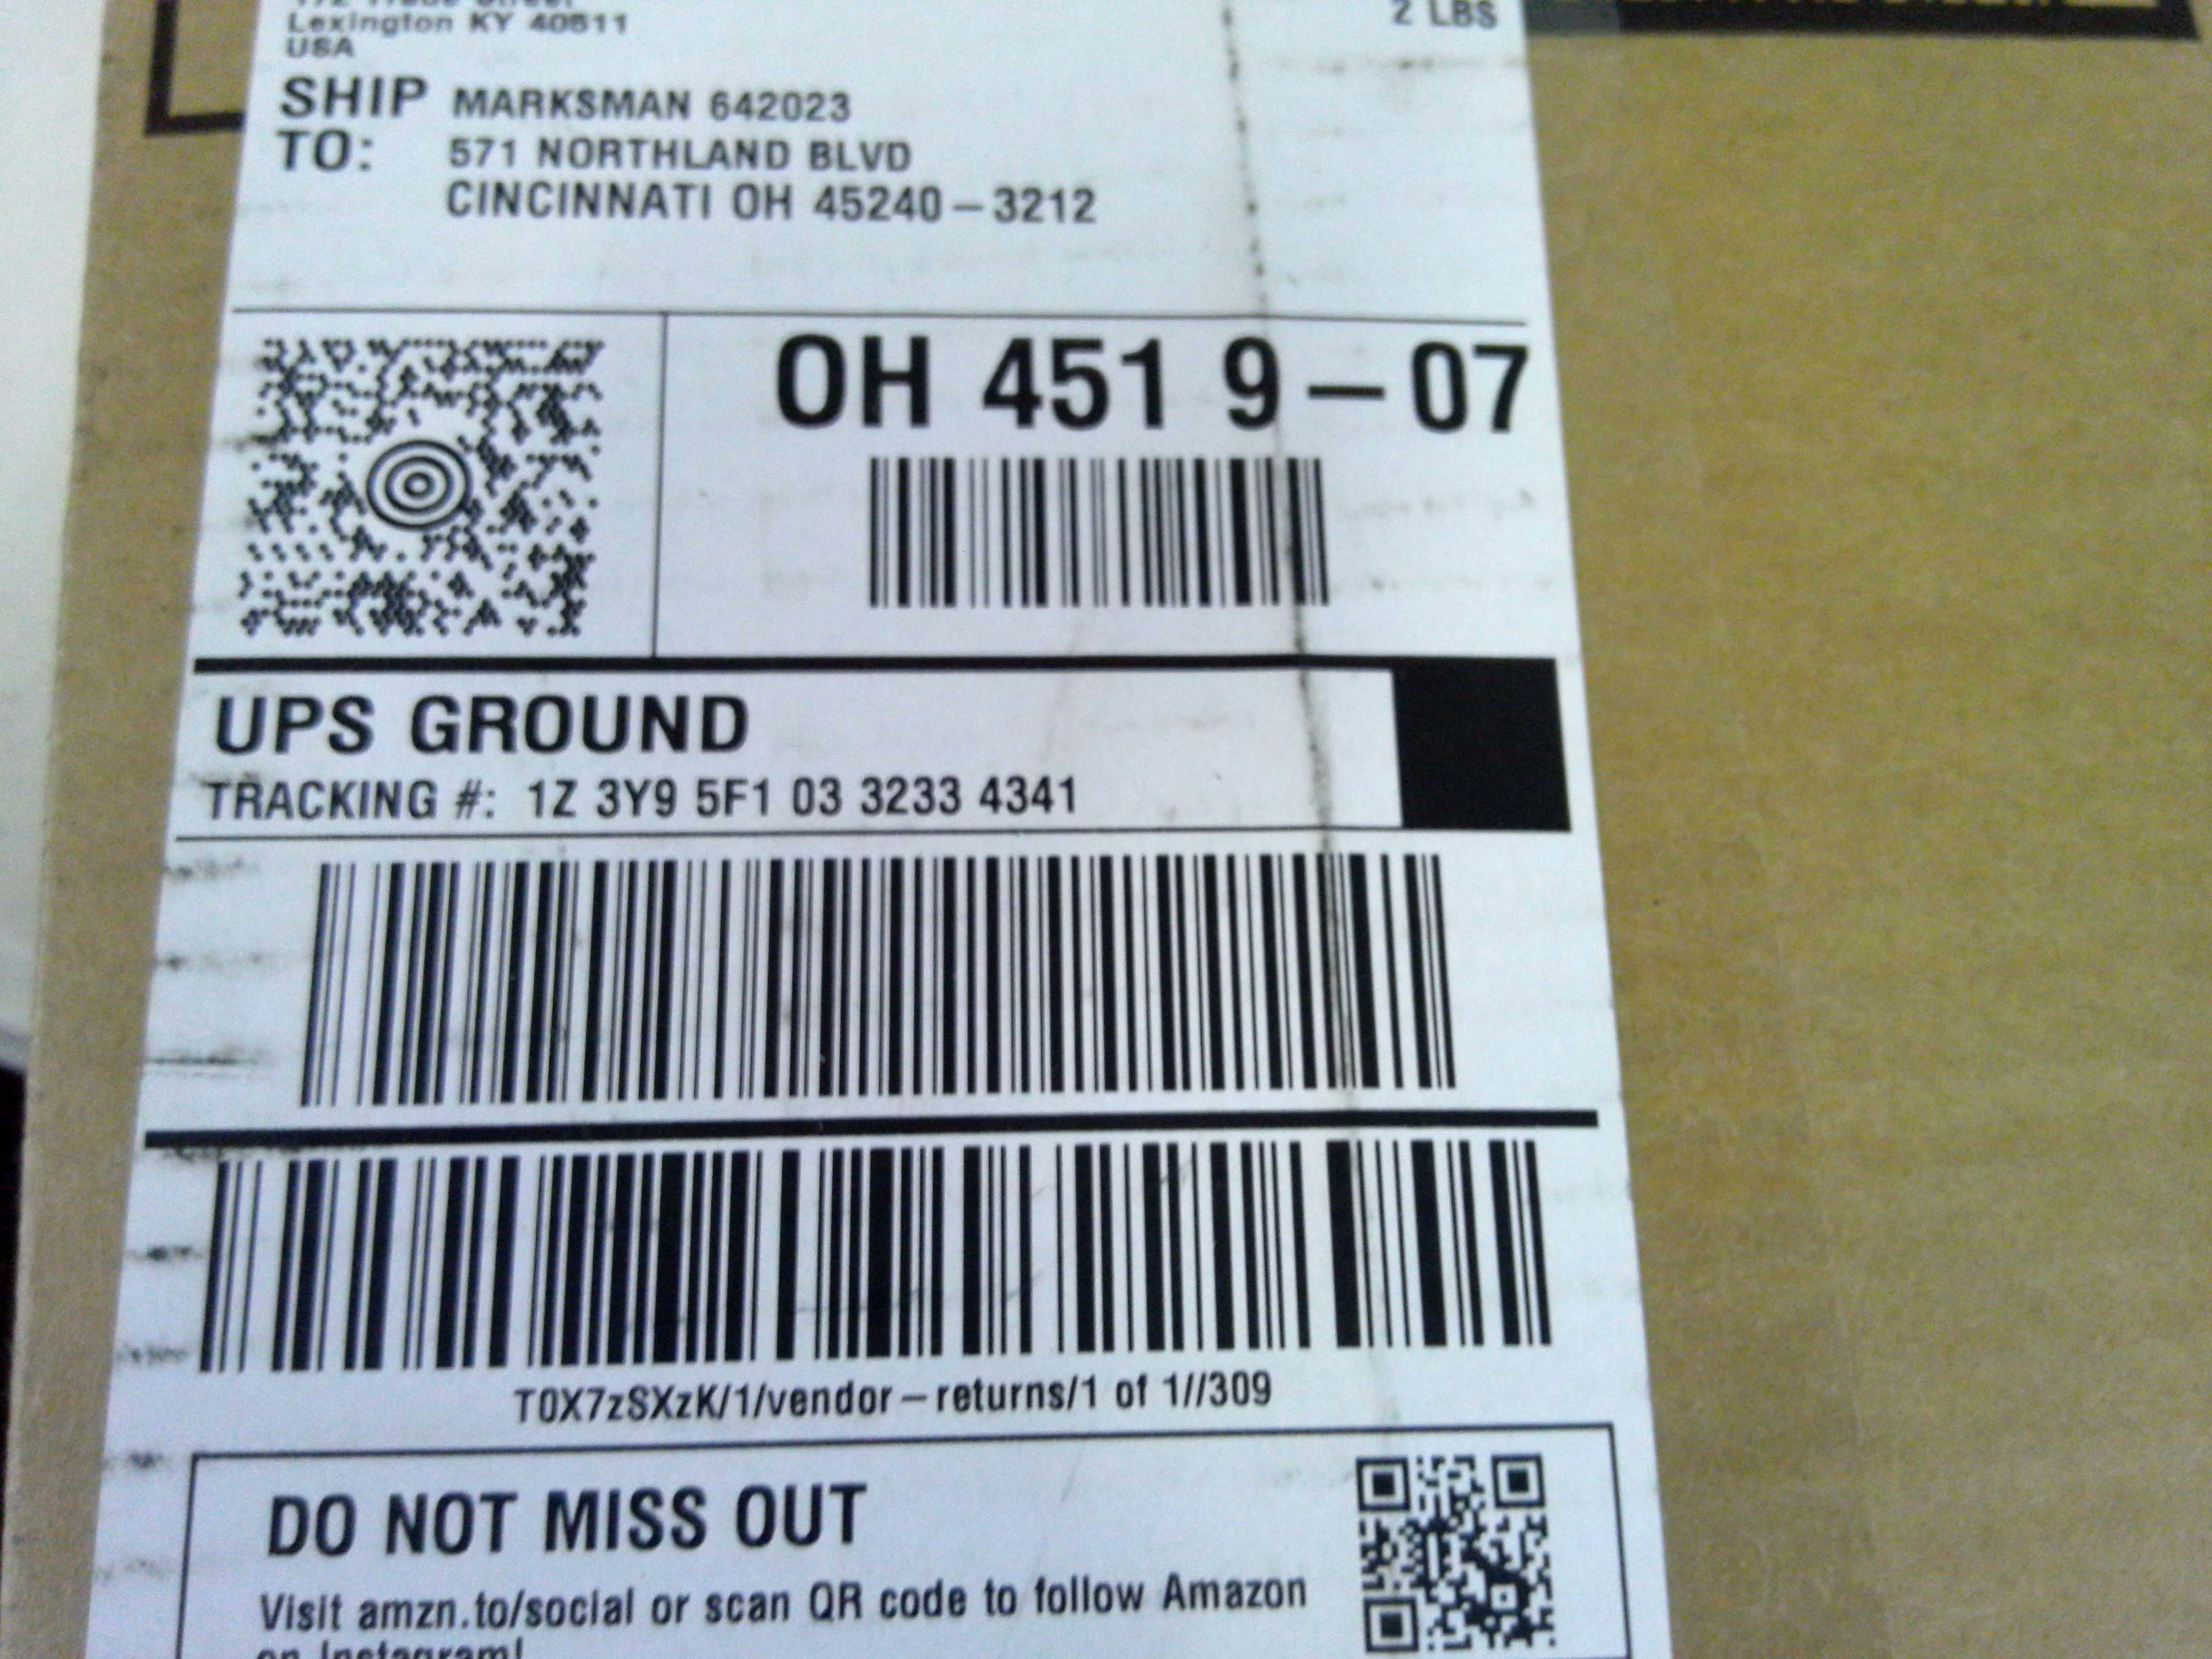 Lexington KY 40511
USA
2 LBS
SHIP TO:
MARKSMAN 642023
571 NORTHLAND BLVD
CINCINNATI OH 45240-3212
OH 451 9-07
UPS GROUND
TRACKING #: 1Z 3Y9 5F1 03 3233 4341
T0X7zSXzK/1/vendor-returns/1 of 1//309
DO NOT MISS OUT
Visit amzn.to/social or scan QR code to follow Amazon
on Instagram!